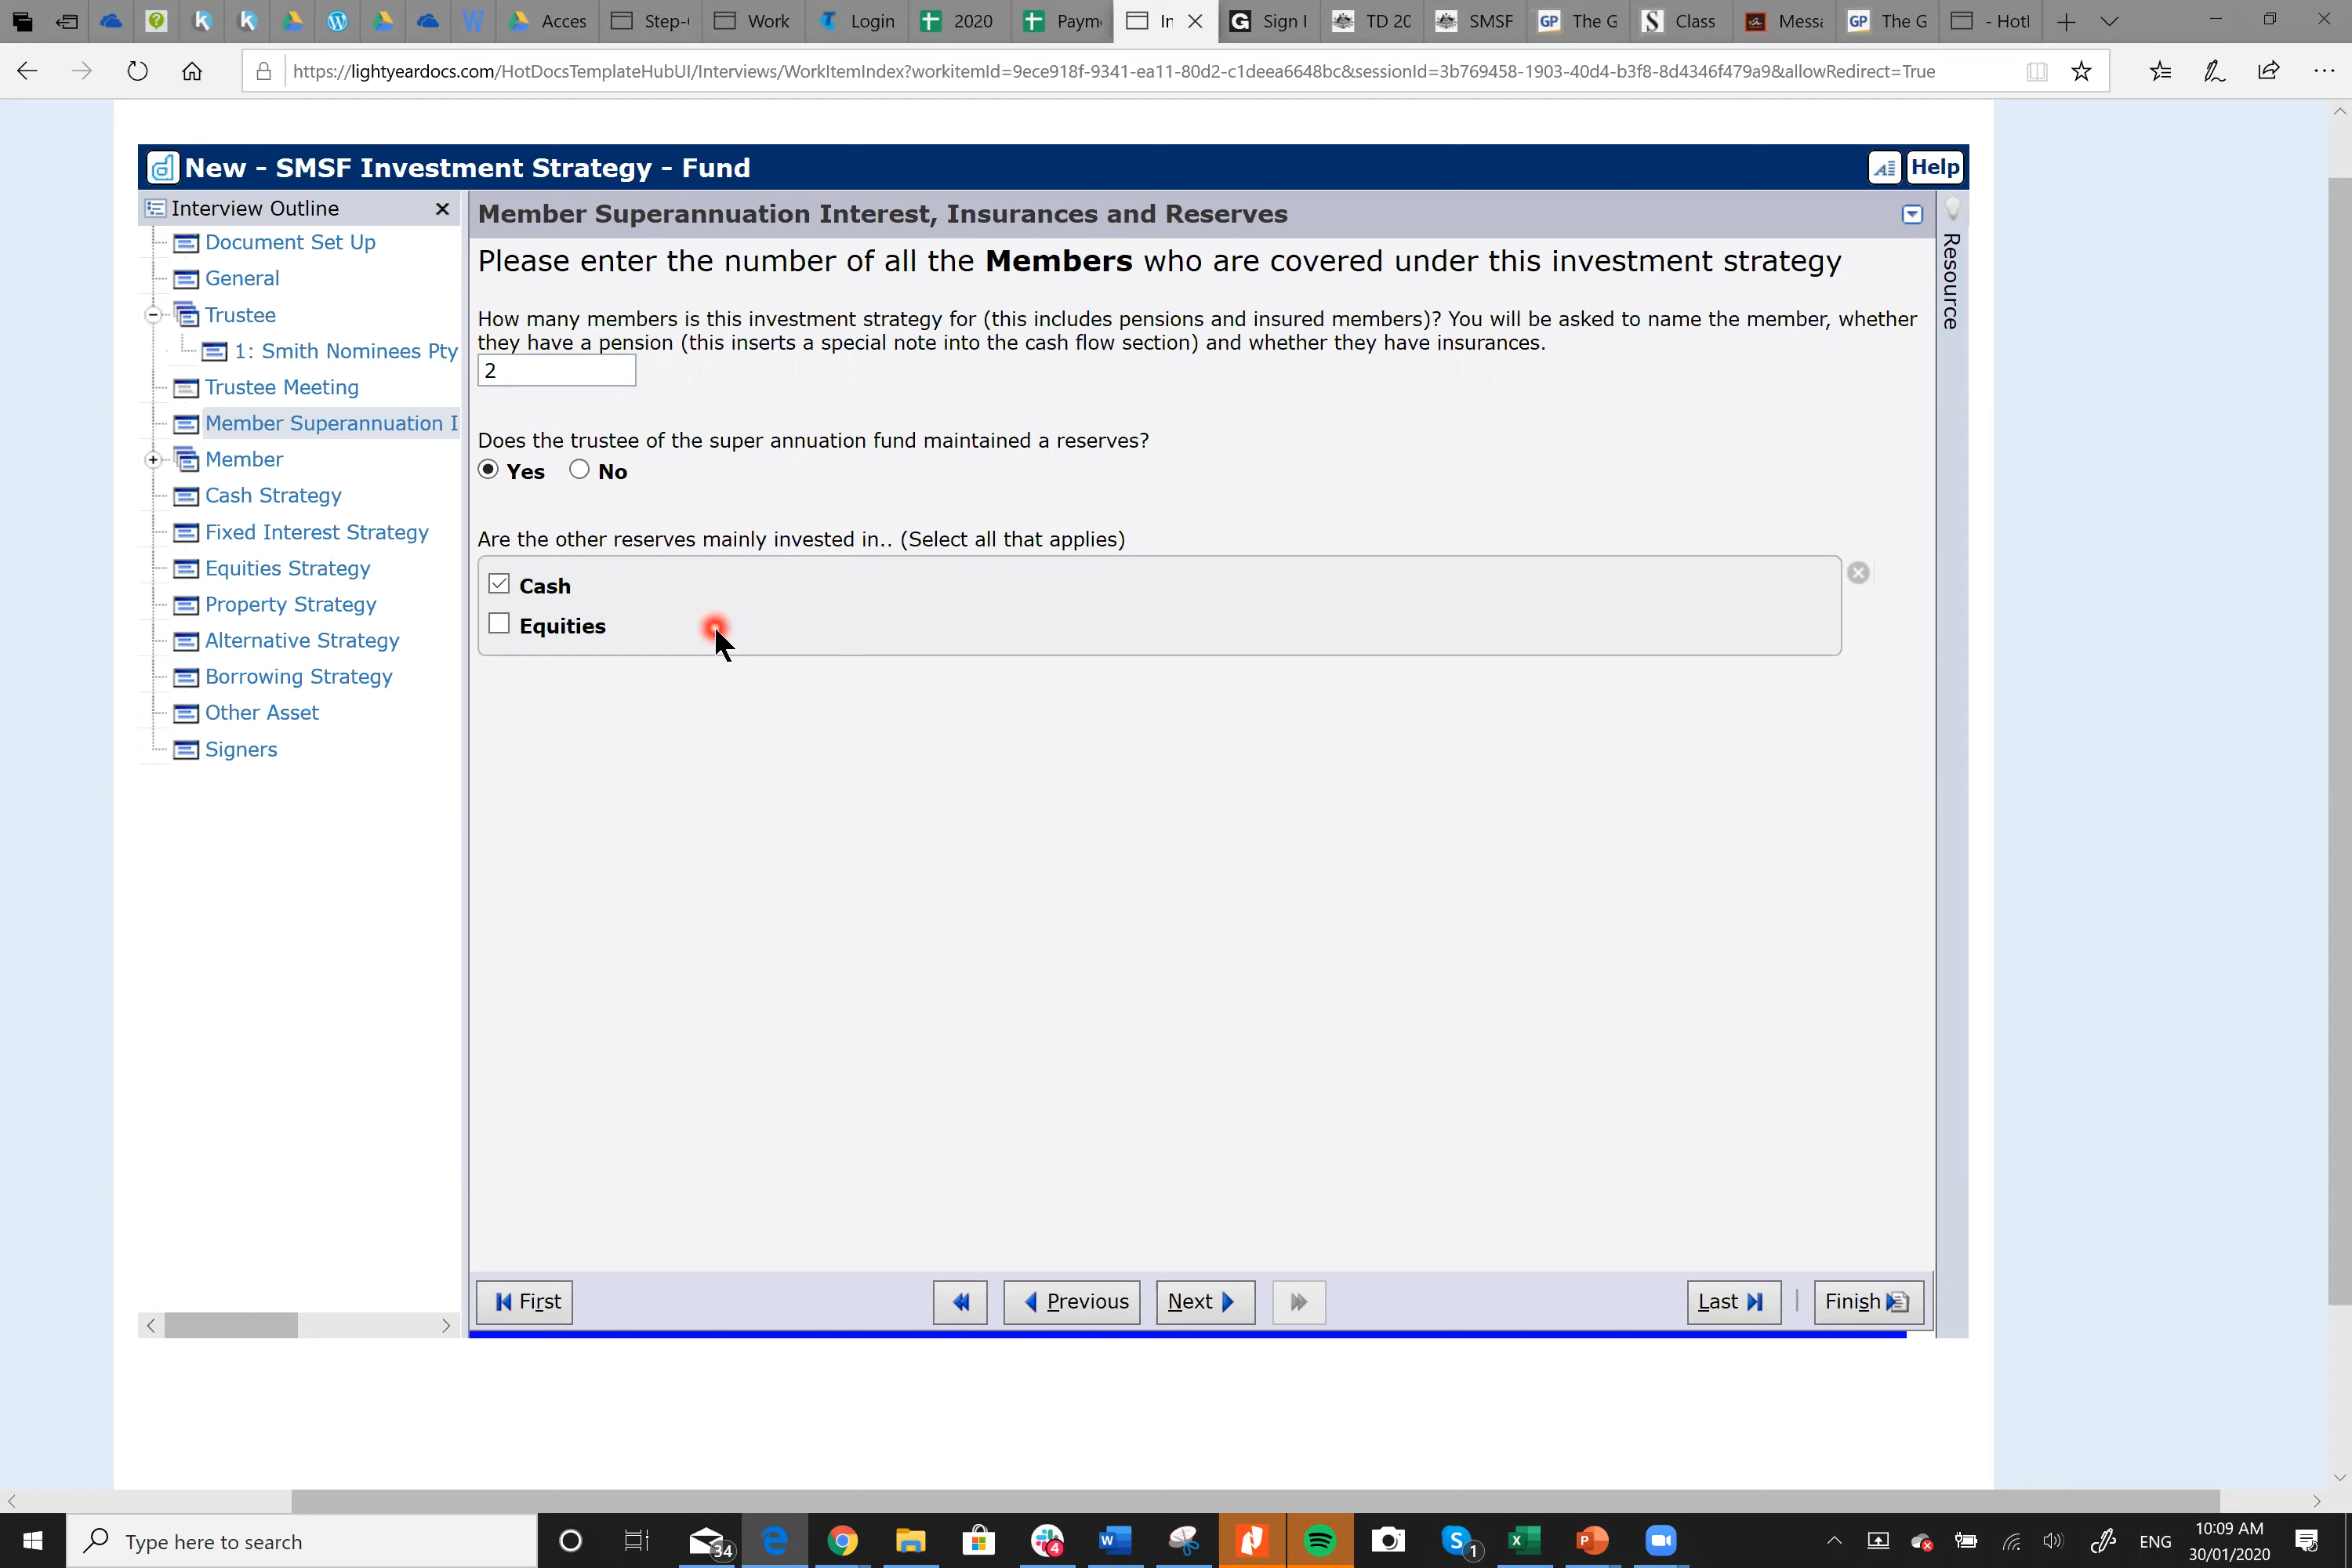 Acces
Step-
Work
Login
2020
Paym
In
Sign I
TD 20
SMSF
The G
Class
Messa
The G
- Hotl
https://lightyeardocs.com/HotDocsTemplateHubUI/Interviews/WorkItemIndex?workitemId=9ece918f-9341-ea11-80d2-c1deea6648bc&sessionId=3b769458-1903-40d4-b3f8-8d4346f479a9&allowRedirect=True
New - SMSF Investment Strategy - Fund
Help
Interview Outline
Document Set Up
General
Trustee
1: Smith Nominees Pty
Trustee Meeting
Member Superannuation I
Member
Cash Strategy
Fixed Interest Strategy
Equities Strategy
Property Strategy
Alternative Strategy
Borrowing Strategy
Other Asset
Signers
Member Superannuation Interest, Insurances and Reserves
Resource
Please enter the number of all the Members who are covered under this investment strategy
How many members is this investment strategy for (this includes pensions and insured members)? You will be asked to name the member, whether
they have a pension (this inserts a special note into the cash flow section) and whether they have insurances.
2
Does the trustee of the super annuation fund maintained a reserves?
Yes No
Are the other reserves mainly invested in.. (Select all that applies)
Cash
Equities
First
Previous
Next
Last
Finish
Type here to search
34
4
1
ENG
10:09 AM
30/01/2020